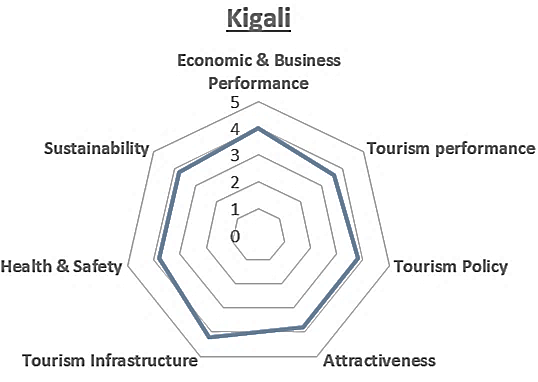 Kigali
Economic & Business
Performance
5
4
3
2
1
0
Sustainability
Tourism performance
Health & Safety
Tourism Policy
Tourism Infrastructure
Attractiveness